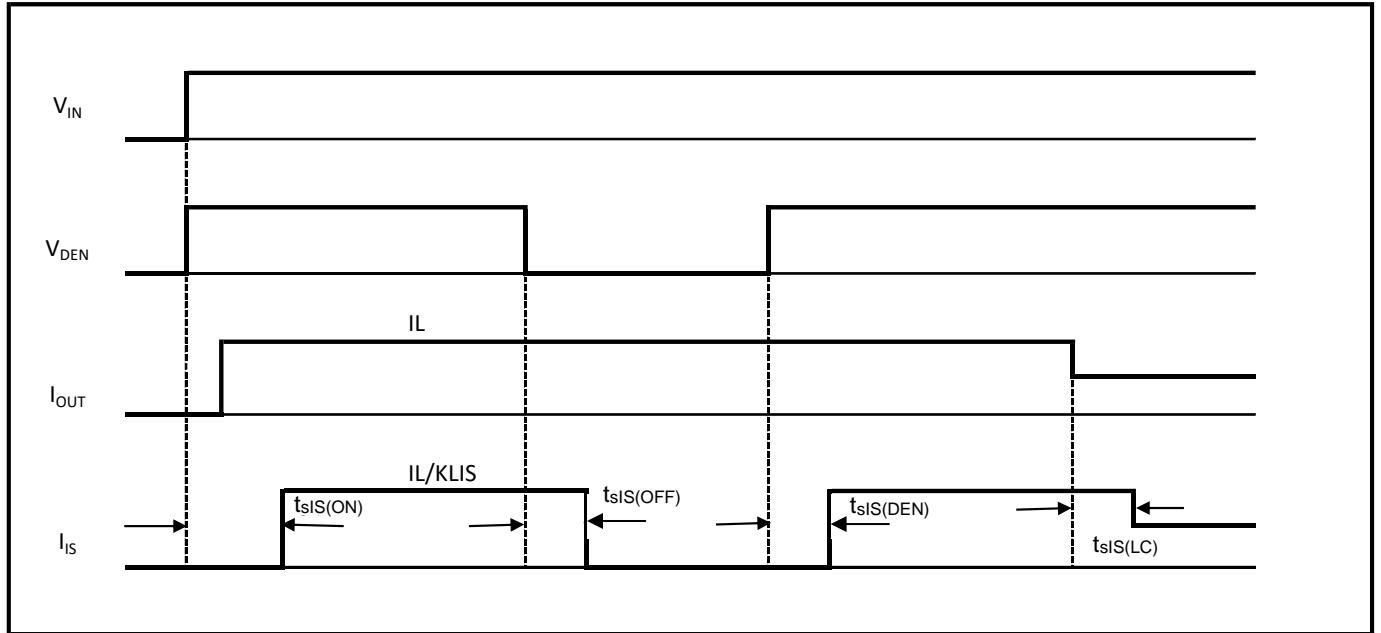 VIN
VDEN
IL
IOUT
IL/KLIS
tsIS(ON)
tsIS(OFF)
tsIS(DEN)
IIS
tsIS(LC)